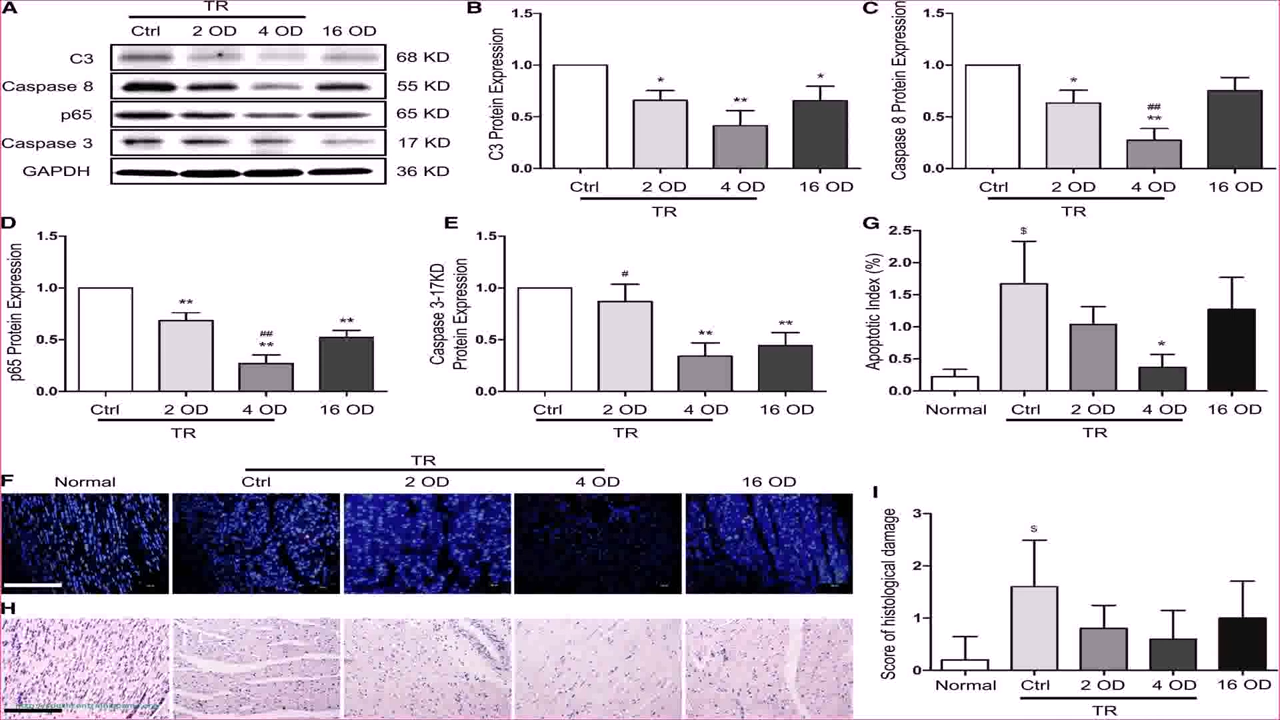 A
TR
Ctrl 2 OD 4 OD 16 OD
C3 68 KD
Caspase 8 55 KD
p65 65 KD
Caspase 3 17 KD
GAPDH 36 KD
B
C3 Protein Expression
1.5
1.0
0.5
0.0
*
**
*
Ctrl 2 OD 4 OD 16 OD
TR
C
Caspase 8 Protein Expression
1.5
1.0
0.5
0.0
*
##
**
Ctrl 2 OD 4 OD 16 OD
TR
D
p65 Protein Expression
1.5
1.0
0.5
0.0
**
##
**
**
Ctrl 2 OD 4 OD 16 OD
TR
E
Caspase 3-17KD
Protein Expression
1.5
1.0
0.5
0.0
#
**
**
Ctrl 2 OD 4 OD 16 OD
TR
G
Apoptotic Index (%)
2.5
2.0
1.5
1.0
0.5
0.0
$
*
Normal Ctrl 2 OD 4 OD 16 OD
TR
F
TR
Normal Ctrl 2 OD 4 OD 16 OD
H
I
Score of histological damage
3
2
1
0
$
Normal Ctrl 2 OD 4 OD 16 OD
TR